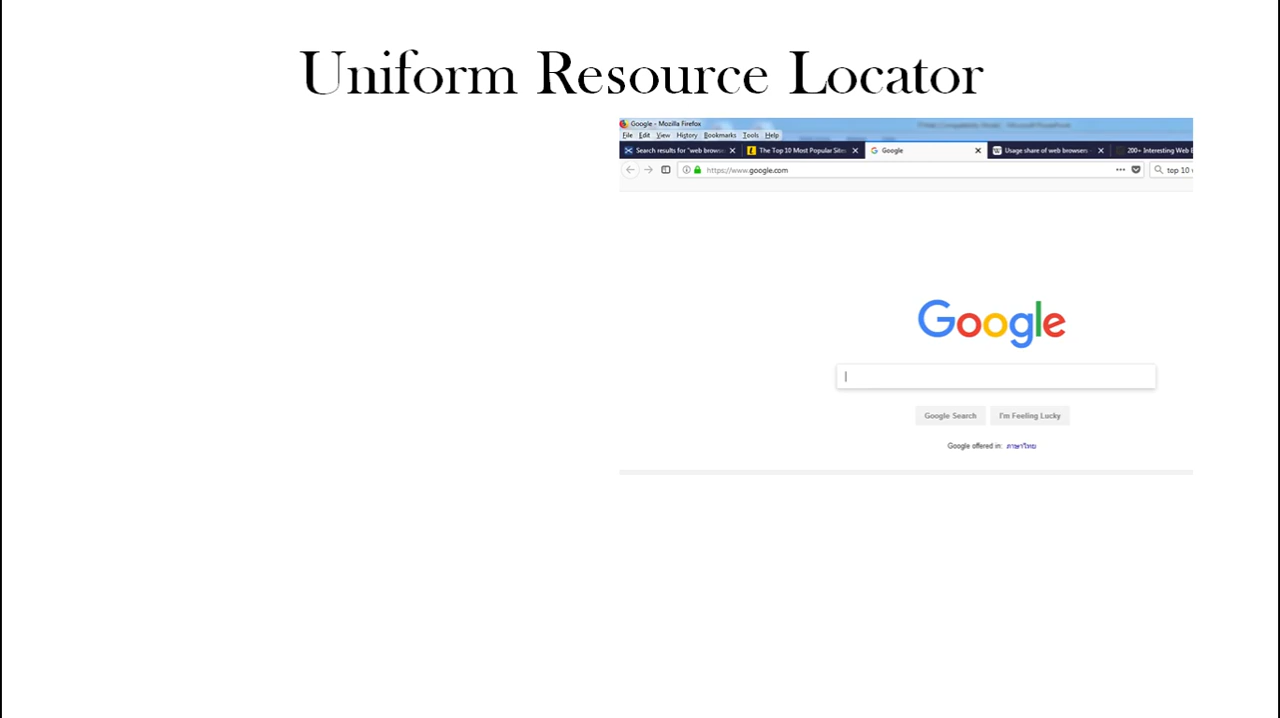 Uniform Resource Locator
Google - Mozilla Firefox
File Edit View History Bookmarks Tools Help
Search results for "web brows The Top 10 Most Popular Site Google Usage share of web browsers 200+ Interesting Web
https://www.google.com top 10
Google
Google Search I'm Feeling Lucky
Google offered in: ภาษาไทย